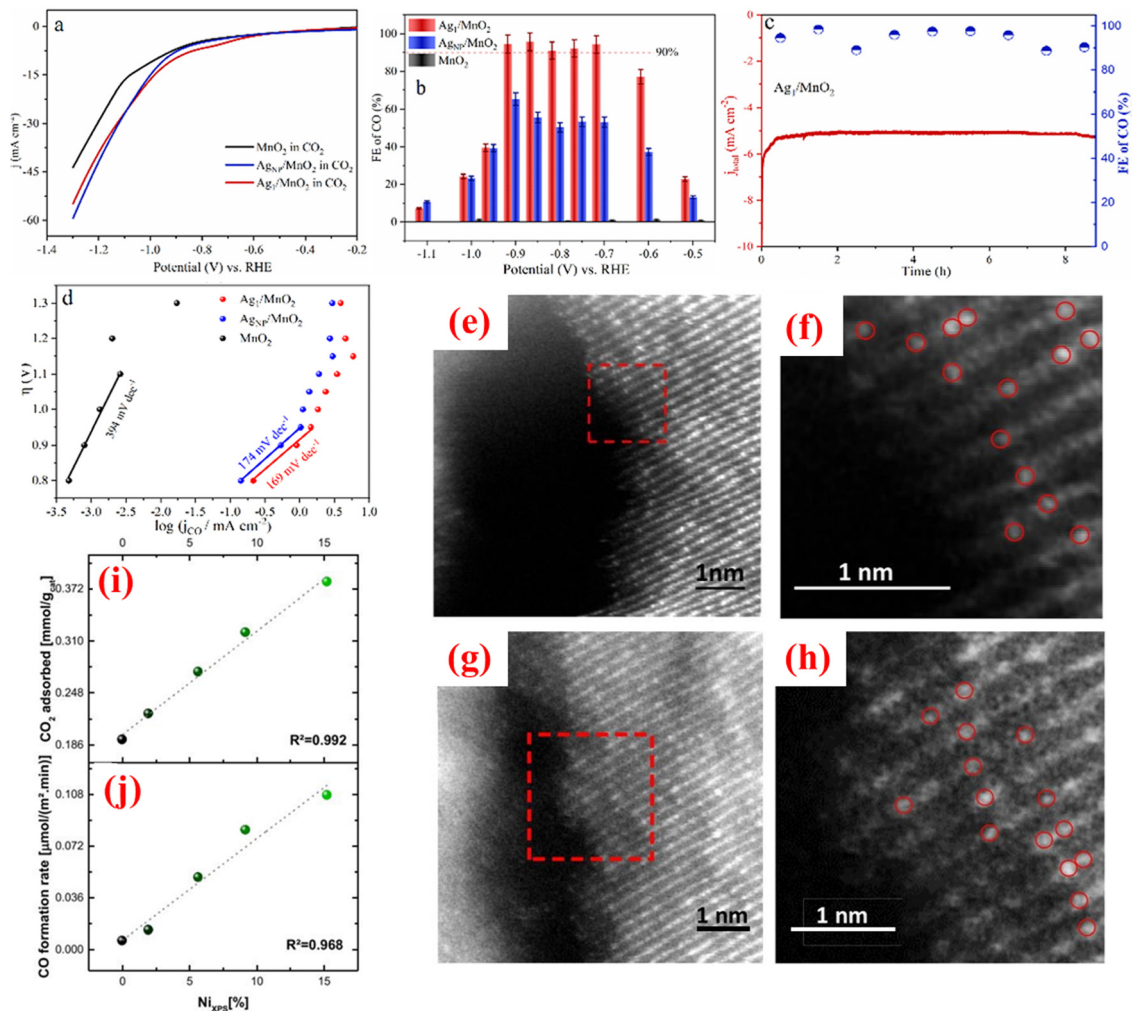 a
0
-15
-30
-45
-60
j (mA cm⁻²)
MnO₂ in CO₂
Ag_NP/MnO₂ in CO₂
Ag₁/MnO₂ in CO₂
-1.4 -1.2 -1.0 -0.8 -0.6 -0.4 -0.2
Potential (V) vs. RHE
b
Ag₁/MnO₂
Ag_NP/MnO₂
MnO₂
90%
100
80
60
40
20
0
FE of CO (%)
-1.1 -1.0 -0.9 -0.8 -0.7 -0.6 -0.5
Potential (V) vs. RHE
c
0
-2
-4
-6
-8
-10
j_total (mA cm⁻²)
Ag₁/MnO₂
100
80
60
40
20
0
FE of CO (%)
0 2 4 6 8
Time (h)
d
1.3
1.2
1.1
1.0
0.9
0.8
η (V)
Ag₁/MnO₂
Ag_NP/MnO₂
MnO₂
394 mV dec⁻¹
174 mV dec⁻¹
169 mV dec⁻¹
-3.5 -3.0 -2.5 -2.0 -1.5 -1.0 -0.5 0.0 0.5 1.0
log (j_CO / mA cm⁻²)
(e)
1nm
(f)
1 nm
(g)
1 nm
(h)
1 nm
0 5 10 15
(i)
0.372
0.310
0.248
0.186
CO₂ adsorbed [mmol/g_cat]
R²=0.992
(j)
0.108
0.072
0.036
0.000
CO formation rate [μmol/(m².min)]
R²=0.968
0 5 10 15
Ni_XPS[%]